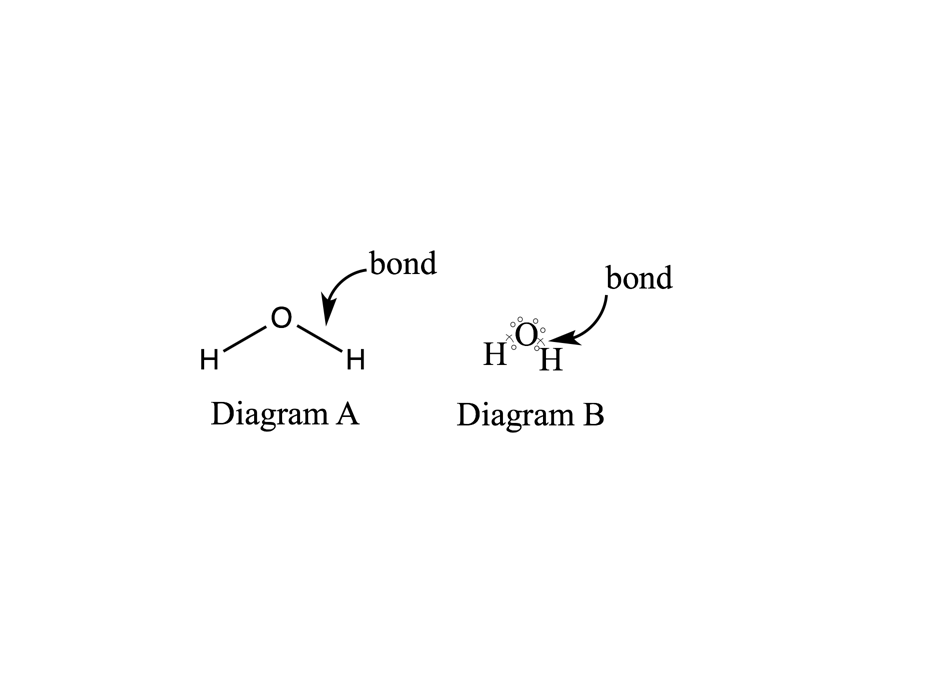 bond
bond
O
H H
O
H H
Diagram A
Diagram B